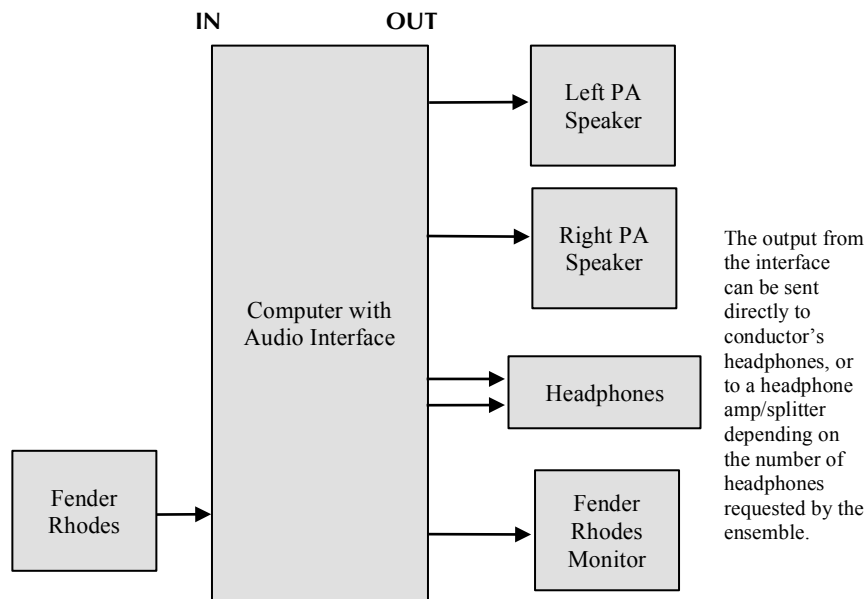 IN
OUT
Left PA
Speaker
Right PA
Speaker
Computer with
Audio Interface
Headphones
Fender
Rhodes
Fender
Rhodes
Monitor
The output from
the interface
can be sent
directly to
conductor’s
headphones, or
to a headphone
amp/splitter
depending on
the number of
headphones
requested by the
ensemble.